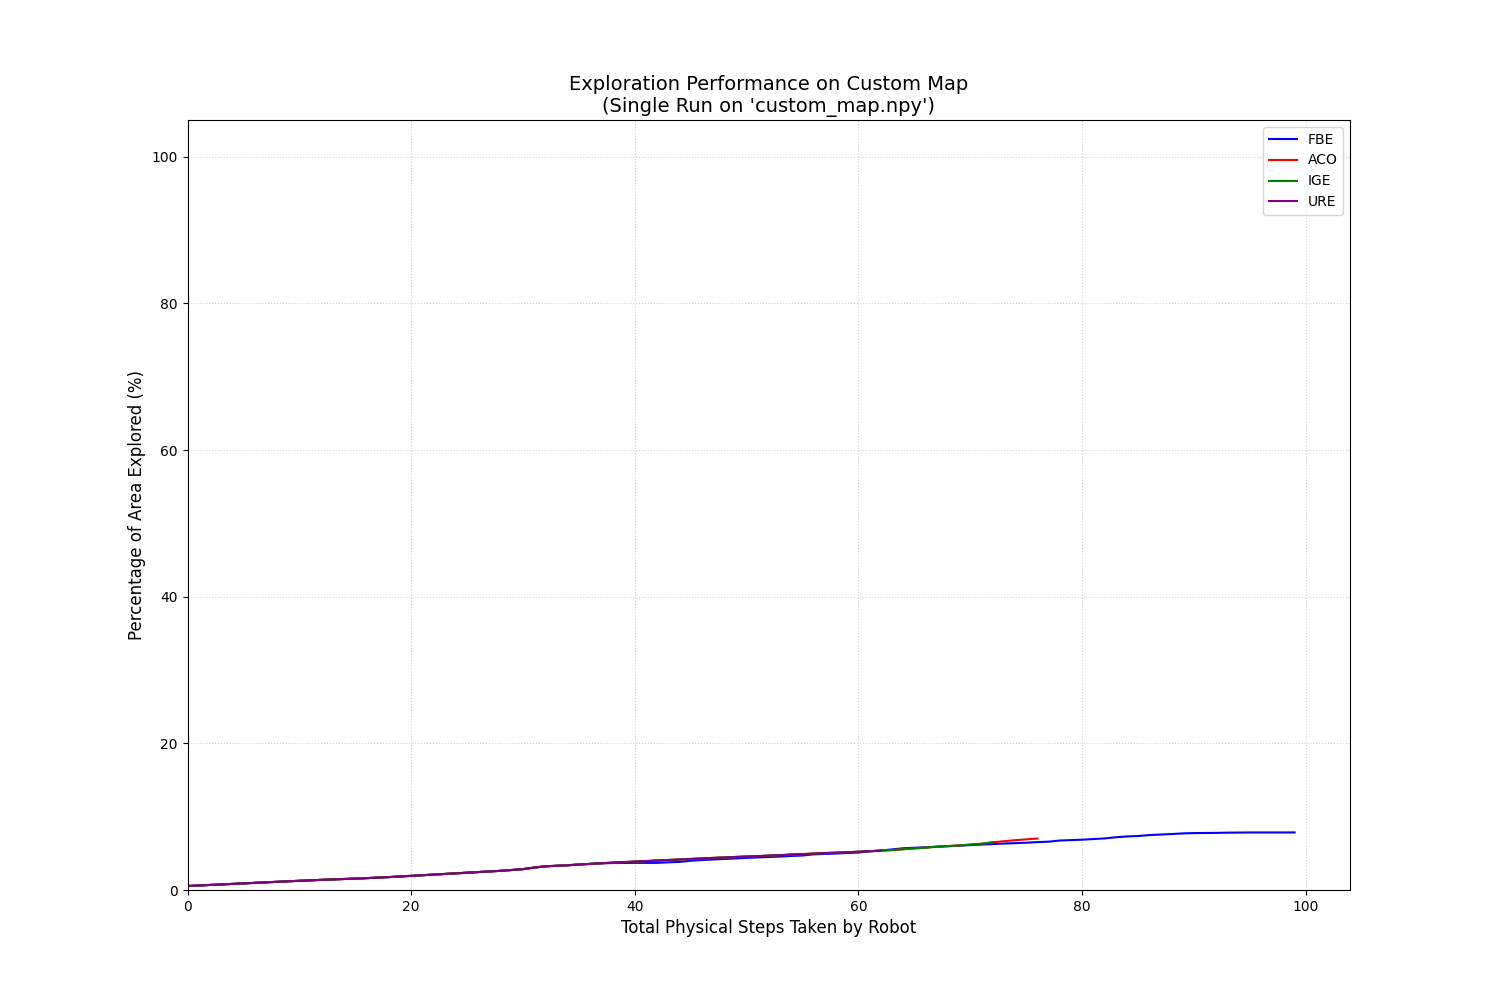 Exploration Performance on Custom Map
(Single Run on 'custom_map.npy')
FBE
ACO
IGE
URE
Percentage of Area Explored (%)
100
80
60
40
20
0
0 20 40 60 80 100
Total Physical Steps Taken by Robot